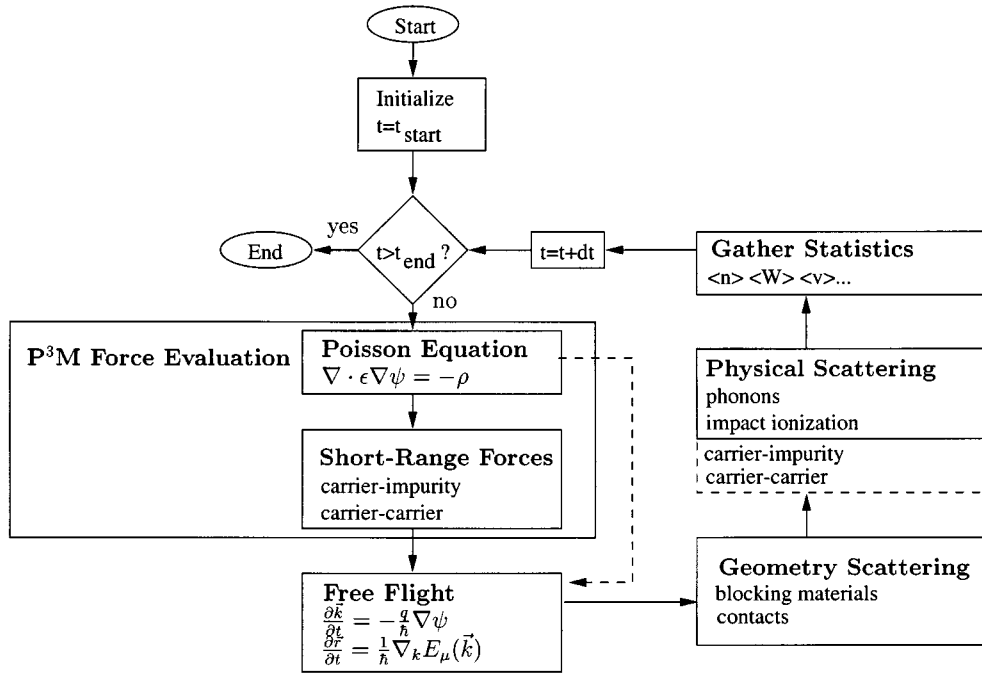 Start
Initialize
t=t_start
t>t_end ?
yes
End
no
t=t+dt
Gather Statistics
<n> <W> <v>...
P³M Force Evaluation
Poisson Equation
∇ · ϵ∇ψ = −ρ
Short-Range Forces
carrier-impurity
carrier-carrier
Free Flight
∂k⃗/∂t = −q/ħ ∇ψ
∂r⃗/∂t = 1/ħ ∇_k E_μ(k⃗)
Physical Scattering
phonons
impact ionization
carrier-impurity
carrier-carrier
Geometry Scattering
blocking materials
contacts